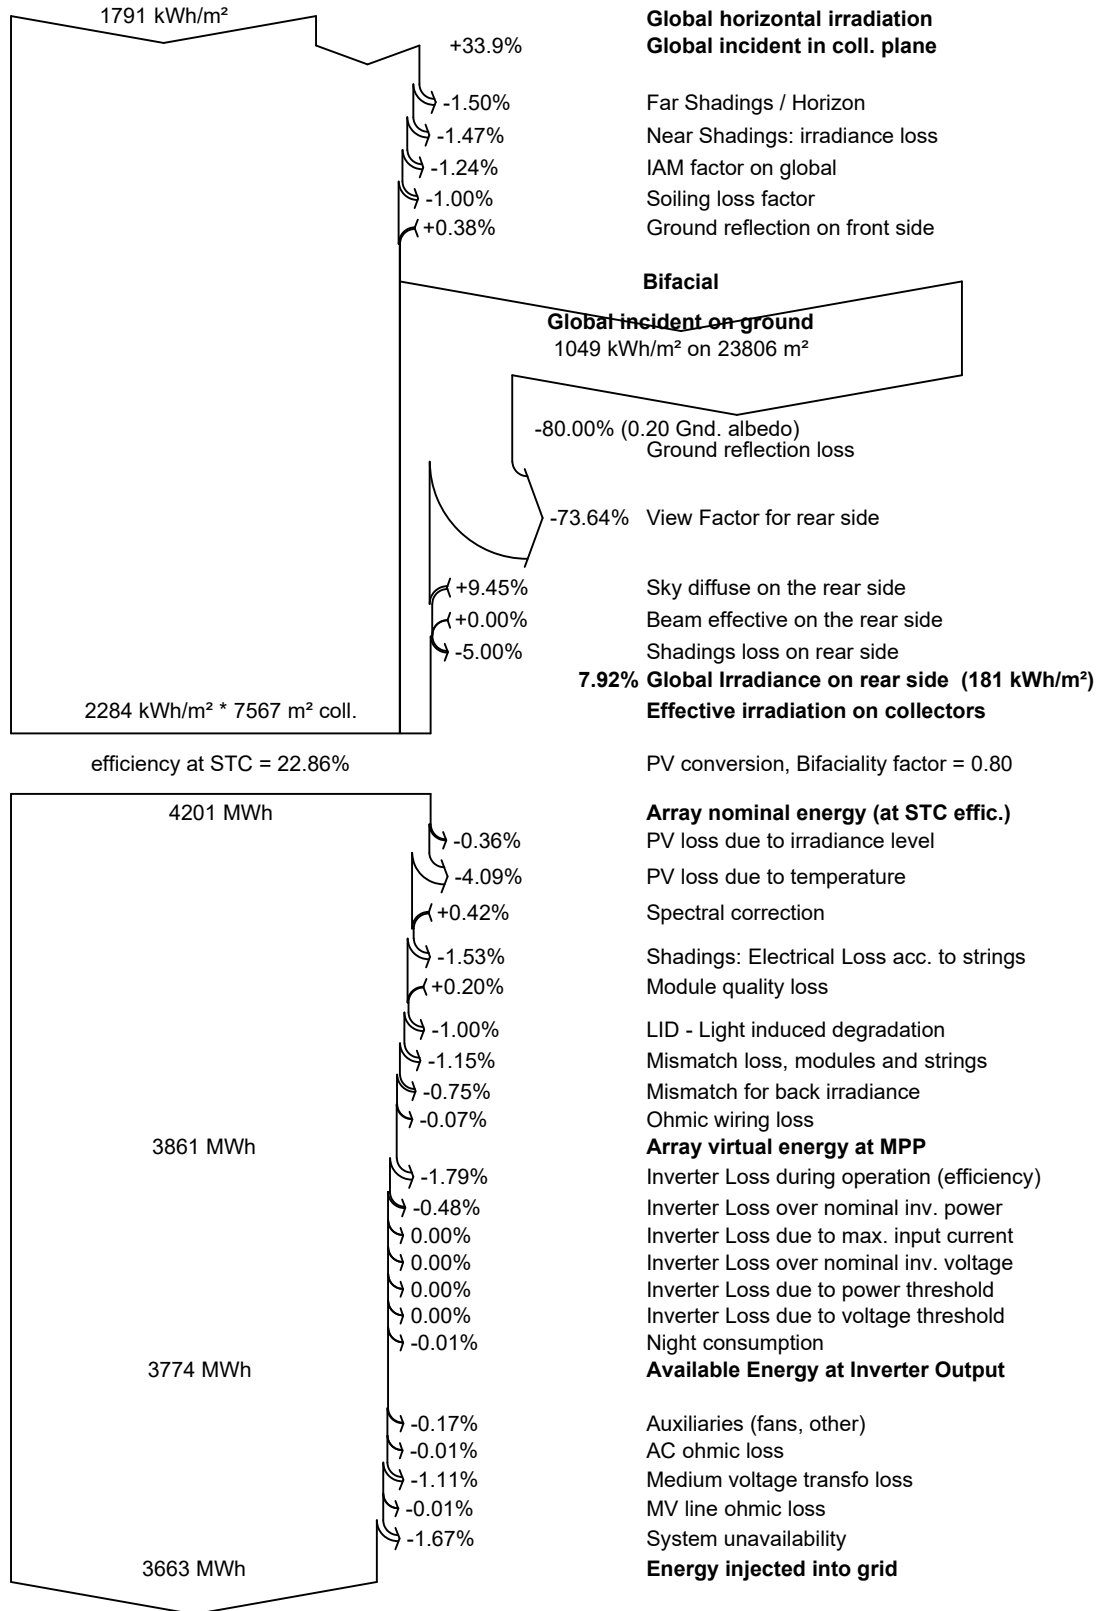 1791 kWh/m² Global horizontal irradiation
+33.9% Global incident in coll. plane
-1.50% Far Shadings / Horizon
-1.47% Near Shadings: irradiance loss
-1.24% IAM factor on global
-1.00% Soiling loss factor
+0.38% Ground reflection on front side
Bifacial
Global incident on ground
1049 kWh/m² on 23806 m²
-80.00% (0.20 Gnd. albedo)
Ground reflection loss
-73.64% View Factor for rear side
+9.45% Sky diffuse on the rear side
+0.00% Beam effective on the rear side
-5.00% Shadings loss on rear side
7.92% Global Irradiance on rear side (181 kWh/m²)
2284 kWh/m² * 7567 m² coll. Effective irradiation on collectors
efficiency at STC = 22.86% PV conversion, Bifaciality factor = 0.80
4201 MWh Array nominal energy (at STC effic.)
-0.36% PV loss due to irradiance level
-4.09% PV loss due to temperature
+0.42% Spectral correction
-1.53% Shadings: Electrical Loss acc. to strings
+0.20% Module quality loss
-1.00% LID - Light induced degradation
-1.15% Mismatch loss, modules and strings
-0.75% Mismatch for back irradiance
-0.07% Ohmic wiring loss
3861 MWh Array virtual energy at MPP
-1.79% Inverter Loss during operation (efficiency)
-0.48% Inverter Loss over nominal inv. power
0.00% Inverter Loss due to max. input current
0.00% Inverter Loss over nominal inv. voltage
0.00% Inverter Loss due to power threshold
0.00% Inverter Loss due to voltage threshold
-0.01% Night consumption
3774 MWh Available Energy at Inverter Output
-0.17% Auxiliaries (fans, other)
-0.01% AC ohmic loss
-1.11% Medium voltage transfo loss
-0.01% MV line ohmic loss
-1.67% System unavailability
3663 MWh Energy injected into grid